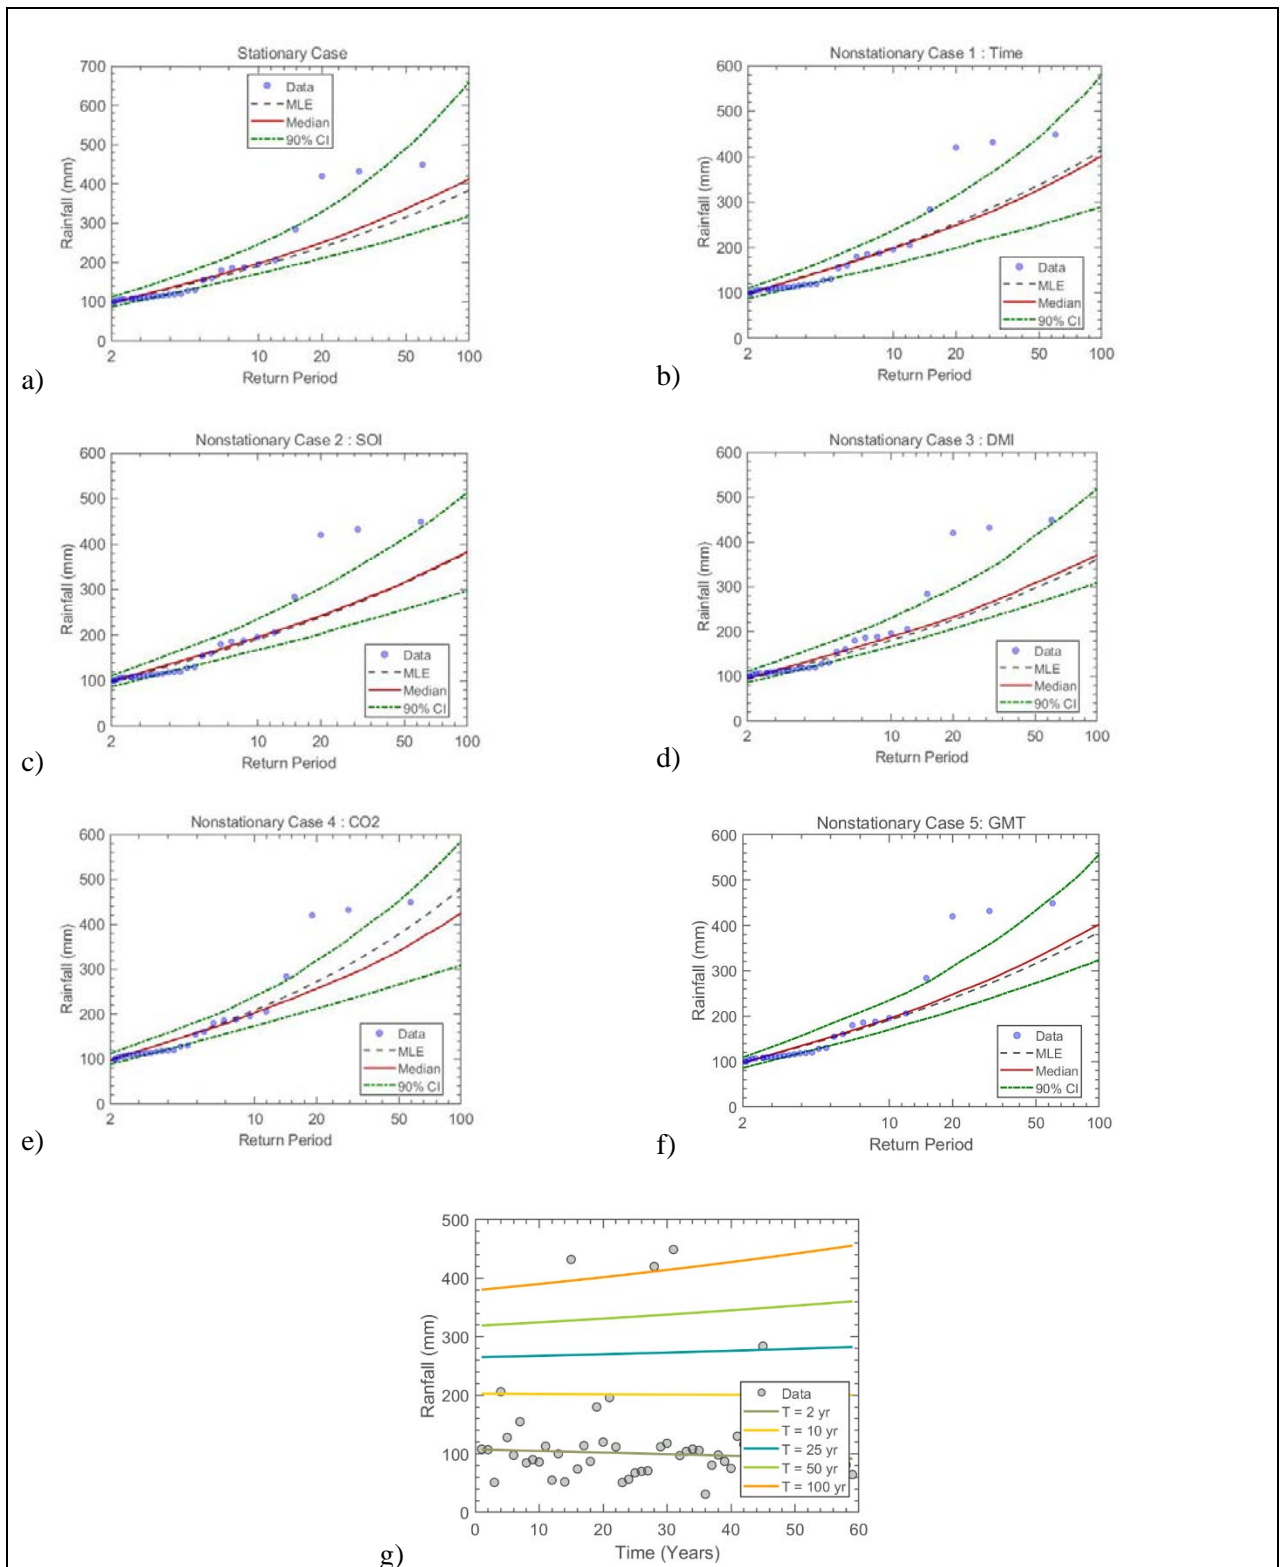 Stationary Case
700
600
500
400
300
200
100
0
Rainfall (mm)
Data
MLE
Median
90% CI
2 10 20 50 100
Return Period
a)
Nonstationary Case 1 : Time
600
500
400
300
200
100
0
Rainfall (mm)
Data
MLE
Median
90% CI
2 10 20 50 100
Return Period
b)
Nonstationary Case 2 : SOI
600
500
400
300
200
100
0
Rainfall (mm)
Data
MLE
Median
90% CI
2 10 20 50 100
Return Period
c)
Nonstationary Case 3 : DMI
600
500
400
300
200
100
0
Rainfall (mm)
Data
MLE
Median
90% CI
2 10 20 50 100
Return Period
d)
Nonstationary Case 4 : CO2
600
500
400
300
200
100
0
Rainfall (mm)
Data
MLE
Median
90% CI
2 10 20 50 100
Return Period
e)
Nonstationary Case 5: GMT
600
500
400
300
200
100
0
Rainfall (mm)
Data
MLE
Median
90% CI
2 10 20 50 100
Return Period
f)
500
400
300
200
100
0
Ranfall (mm)
Data
T = 2 yr
T = 10 yr
T = 25 yr
T = 50 yr
T = 100 yr
0 10 20 30 40 50 60
Time (Years)
g)